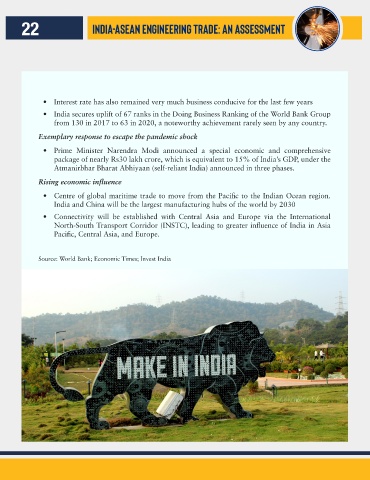 22
INDIA-ASEAN ENGINEERING TRADE: AN ASSESSMENT
• Interest rate has also remained very much business conducive for the last few years
• India secures uplift of 67 ranks in the Doing Business Ranking of the World Bank Group
from 130 in 2017 to 63 in 2020, a noteworthy achievement rarely seen by any country.
Exemplary response to escape the pandemic shock
• Prime Minister Narendra Modi announced a special economic and comprehensive
package of nearly Rs30 lakh crore, which is equivalent to 15% of India's GDP, under the
Atmanirbhar Bharat Abhiyaan (self-reliant India) announced in three phases.
Rising economic influence
• Centre of global maritime trade to move from the Pacific to the Indian Ocean region.
India and China will be the largest manufacturing hubs of the world by 2030
• Connectivity will be established with Central Asia and Europe via the International
North-South Transport Corridor (INSTC), leading to greater influence of India in Asia
Pacific, Central Asia, and Europe.
Source: World Bank; Economic Times; Invest India
MAKE IN INDIA